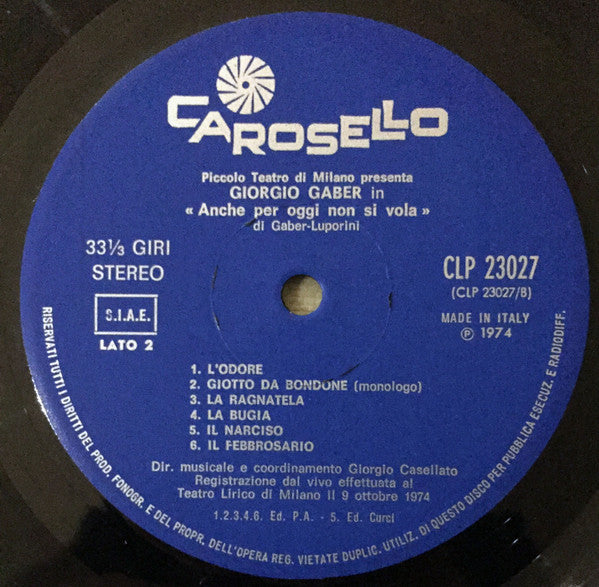 CAROSELLO
Piccolo Teatro di Milano presenta
GIORGIO GABER in
« Anche per oggi non si vola »
di Gaber-Luporini
33⅓ GIRI
STEREO
S.I.A.E.
LATO 2
CLP 23027
(CLP 23027/B)
MADE IN ITALY
℗ 1974
1. L'ODORE
2. GIOTTO DA BONDONE (monologo)
3. LA RAGNATELA
4. LA BUGIA
5. IL NARCISO
6. IL FEBBROSARIO
Dir. musicale e coordinamento Giorgio Casellato
Registrazione dal vivo effettuata al
Teatro Lirico di Milano il 9 ottobre 1974
1.2.3.4.6. Ed. P.A. - 5. Ed. Curci
RISERVATI TUTTI I DIRITTI DEL PROD. FONOGR. E DEL PROPR. DELL'OPERA REG. VIETATE DUPLIC. UTILIZ. DI QUESTO DISCO PER PUBBLICA ESECUZ. E RADIODIFF.